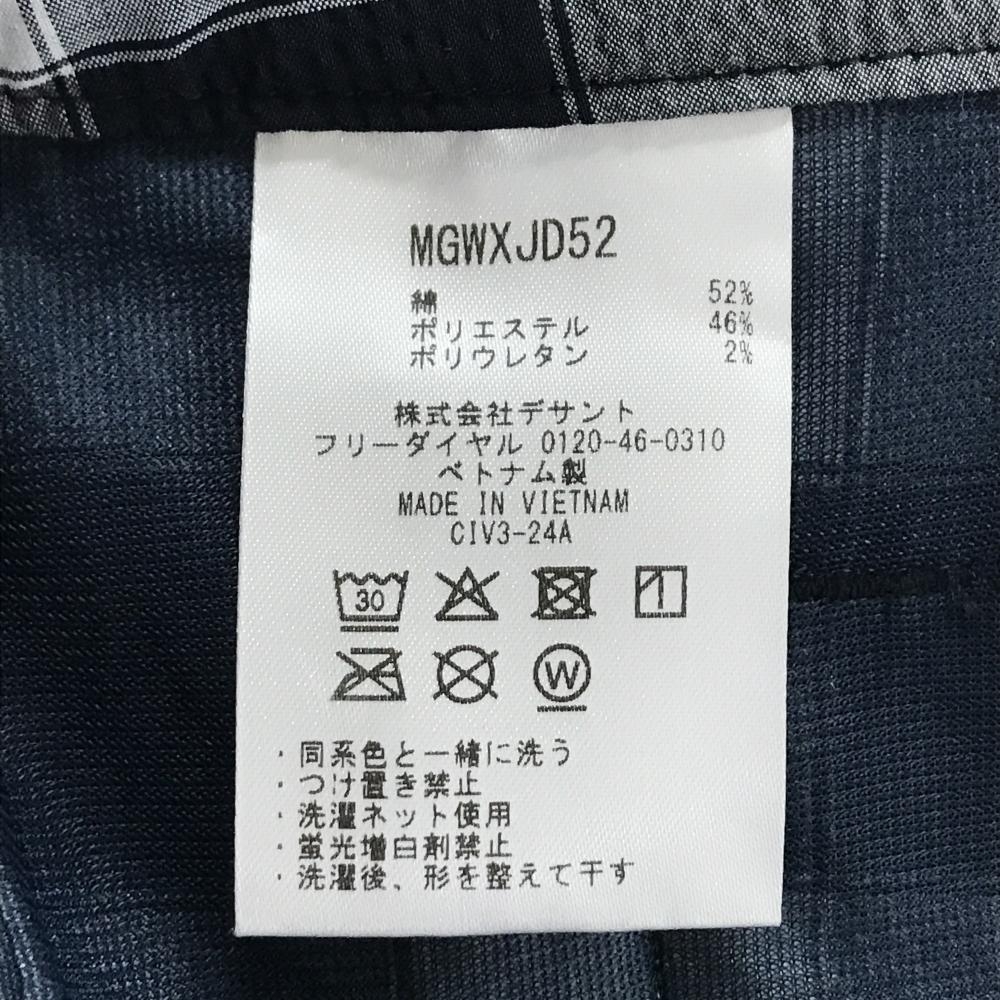 MGWXJD52
綿 52%
ポリエステル 46%
ポリウレタン 2%
株式会社デサント
フリーダイヤル 0120-46-0310
ベトナム製
MADE IN VIETNAM
CIV3-24A
30
W
・同系色と一緒に洗う
・つけ置き禁止
・洗濯ネット使用
・蛍光増白剤禁止
・洗濯後、形を整えて干す